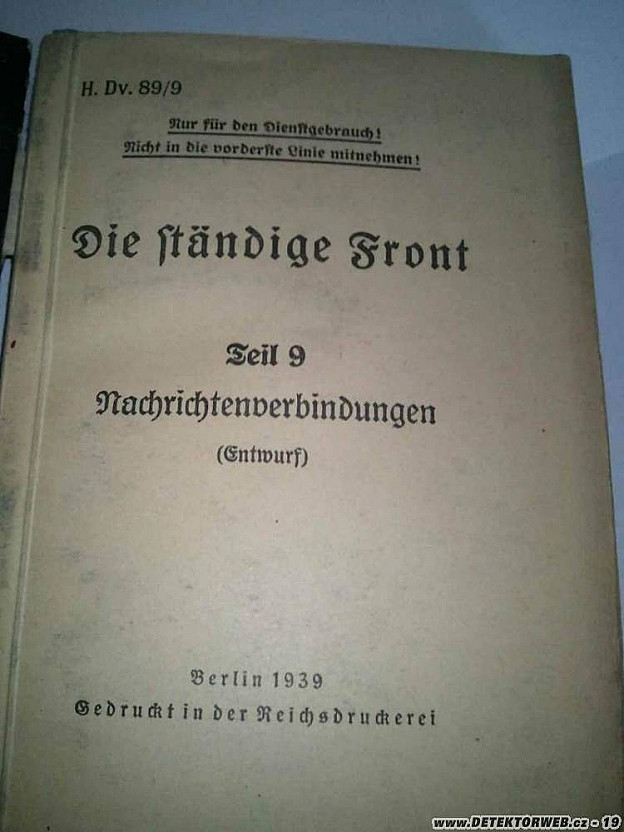 H. Dv. 89/9
Nur für den Dienſtgebrauch!
Nicht in die vorderſte Linie mitnehmen!
Die ſtändige Front
Teil 9
Nachrichtenverbindungen
(Entwurf)
Berlin 1939
Gedruckt in der Reichsdruckerei
www.DETEKTORWEB.cz - 19